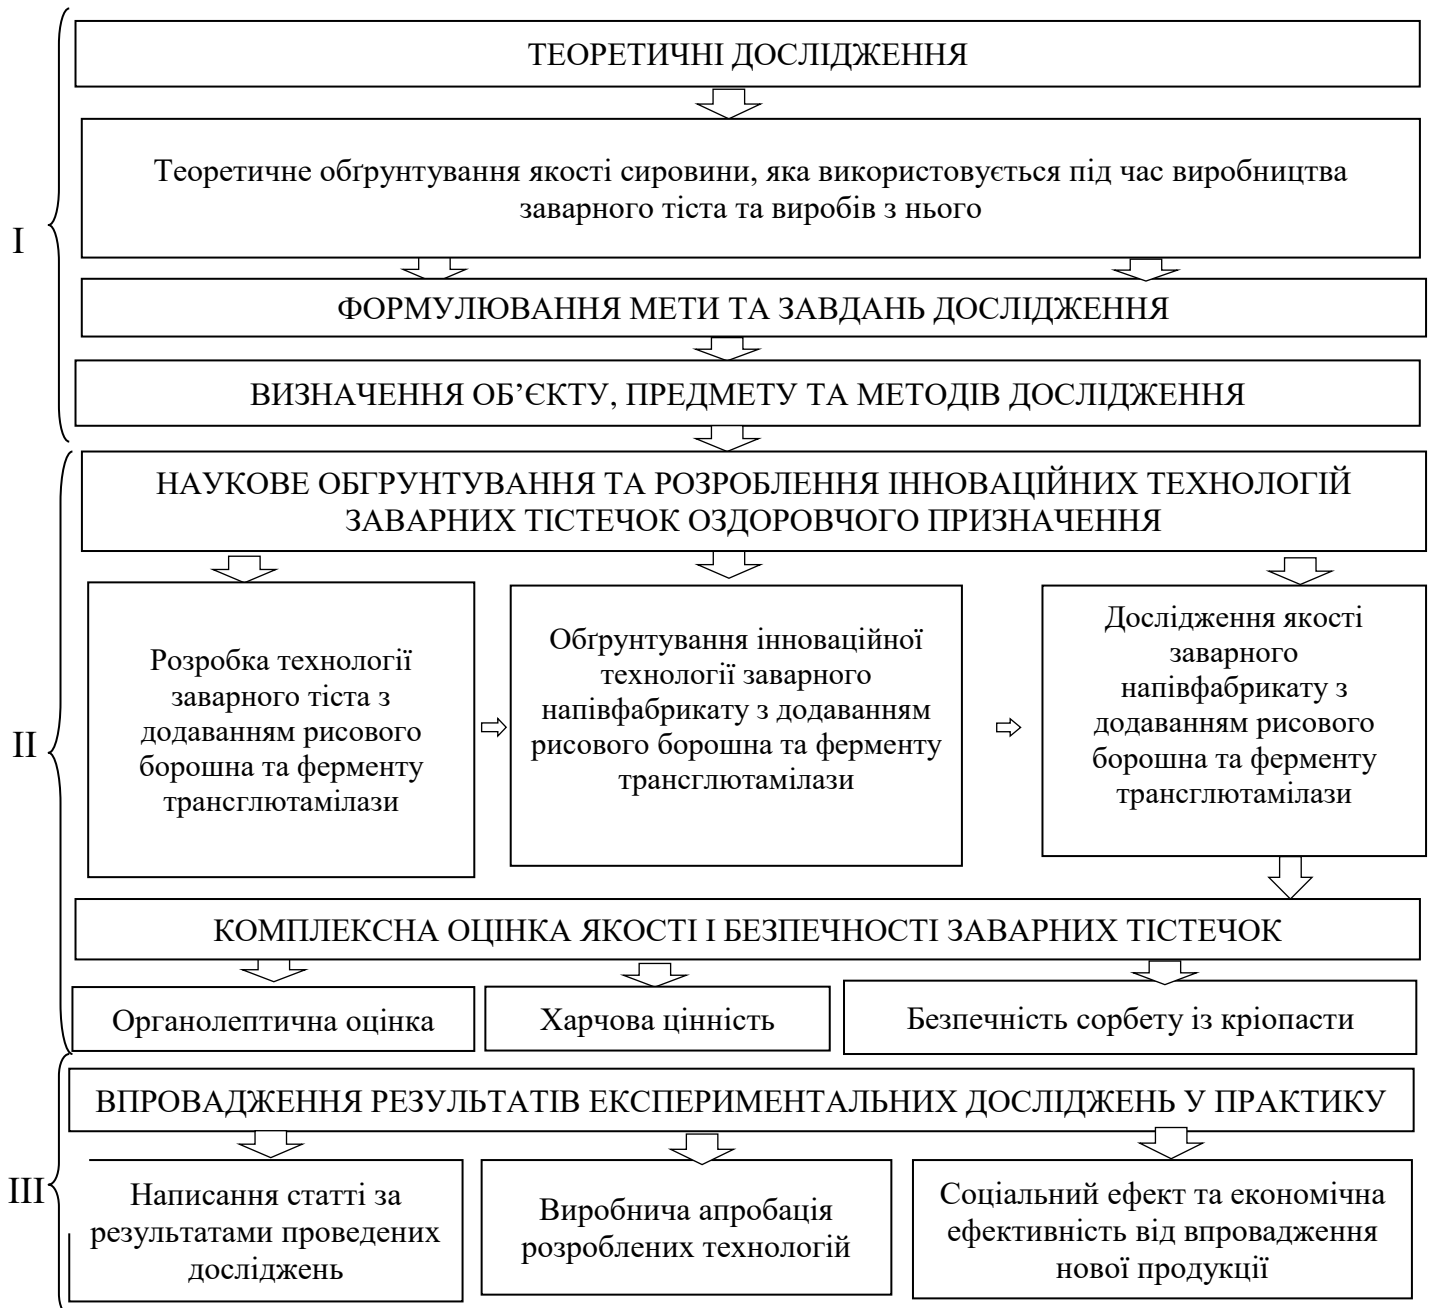 ТЕОРЕТИЧНІ ДОСЛІДЖЕННЯ
Теоретичне обґрунтування якості сировини, яка використовується під час виробництва
заварного тіста та виробів з нього
I
ФОРМУЛЮВАННЯ МЕТИ ТА ЗАВДАНЬ ДОСЛІДЖЕННЯ
ВИЗНАЧЕННЯ ОБ’ЄКТУ, ПРЕДМЕТУ ТА МЕТОДІВ ДОСЛІДЖЕННЯ
НАУКОВЕ ОБГРУНТУВАННЯ ТА РОЗРОБЛЕННЯ ІННОВАЦІЙНИХ ТЕХНОЛОГІЙ
ЗАВАРНИХ ТІСТЕЧОК ОЗДОРОВЧОГО ПРИЗНАЧЕННЯ
II
Розробка технології
заварного тіста з
додаванням рисового
борошна та ферменту
трансглютамілази
Обґрунтування інноваційної
технології заварного
напівфабрикату з додаванням
рисового борошна та ферменту
трансглютамілази
Дослідження якості
заварного
напівфабрикату з
додаванням рисового
борошна та ферменту
трансглютамілази
КОМПЛЕКСНА ОЦІНКА ЯКОСТІ І БЕЗПЕЧНОСТІ ЗАВАРНИХ ТІСТЕЧОК
Органолептична оцінка
Харчова цінність
Безпечність сорбету із кріопасти
ВПРОВАДЖЕННЯ РЕЗУЛЬТАТІВ ЕКСПЕРИМЕНТАЛЬНИХ ДОСЛІДЖЕНЬ У ПРАКТИКУ
III
Написання статті за
результатами проведених
досліджень
Виробнича апробація
розроблених технологій
Соціальний ефект та економічна
ефективність від впровадження
нової продукції